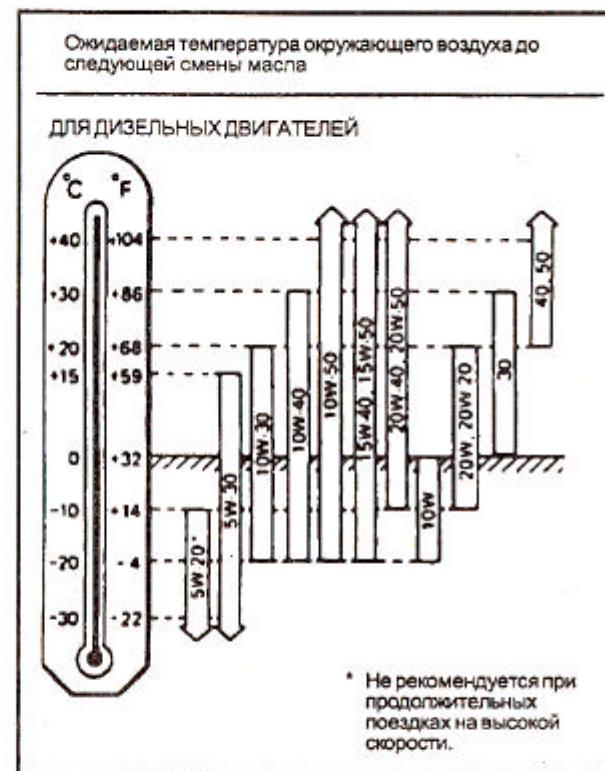 Ожидаемая температура окружающего воздуха до
следующей смены масла
ДЛЯ ДИЗЕЛЬНЫХ ДВИГАТЕЛЕЙ
°C °F
+40 +104
+30 +86
+20 +68
+15 +59
0 +32
-10 +14
-20 -4
-30 -22
5W-20*
5W-30
10W-30
10W-40
10W-50
15W-40, 15W-50
20W-40, 20W-50
10W
20W, 20W 20
30
40, 50
* Не рекомендуется при
продолжительных
поездках на высокой
скорости.